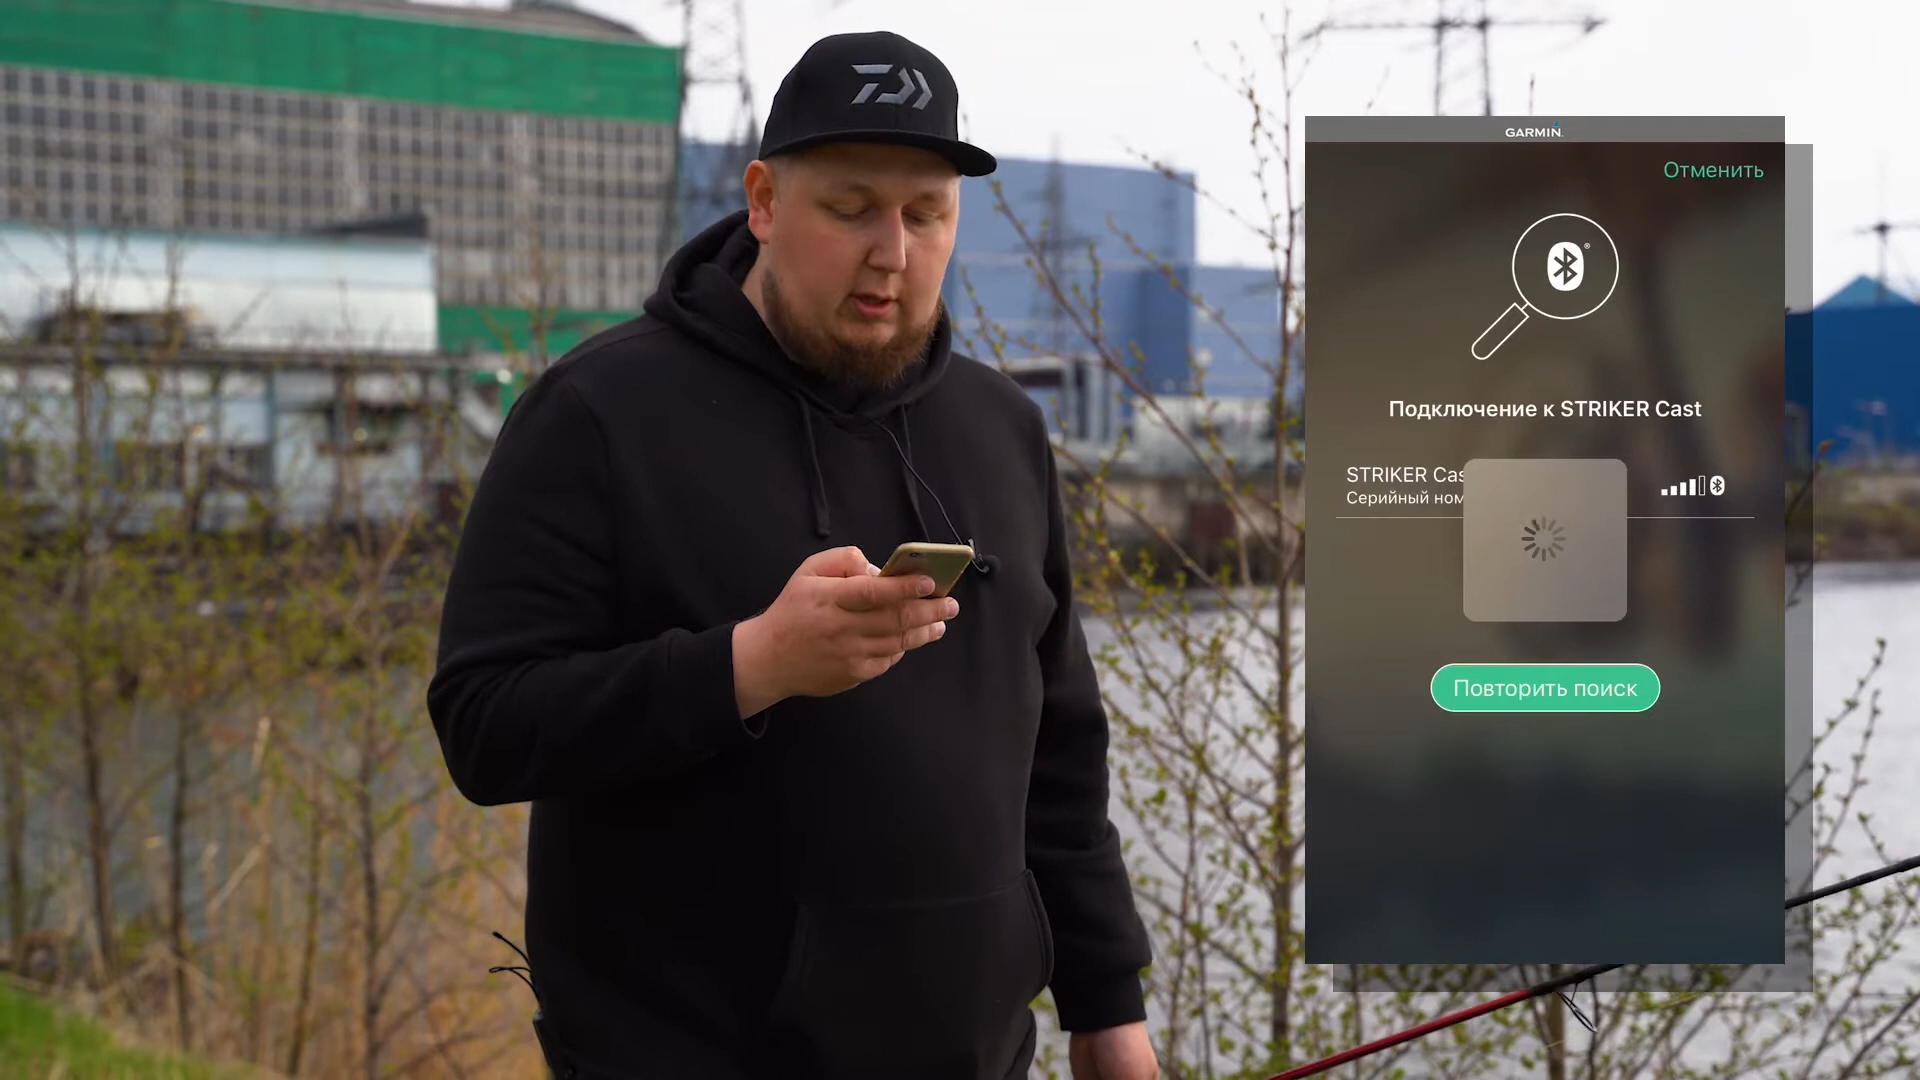 GARMIN
Отменить
Подключение к STRIKER Cast
STRIKER Cas
Серийный ном
Повторить поиск